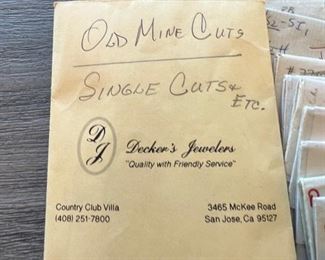 OLD MINE CUTS
SINGLE CUTS &
ETC.
DJ
Decker's Jewelers
"Quality with Friendly Service"
Country Club Villa
(408) 251-7800
3465 McKee Road
San Jose, Ca 95127